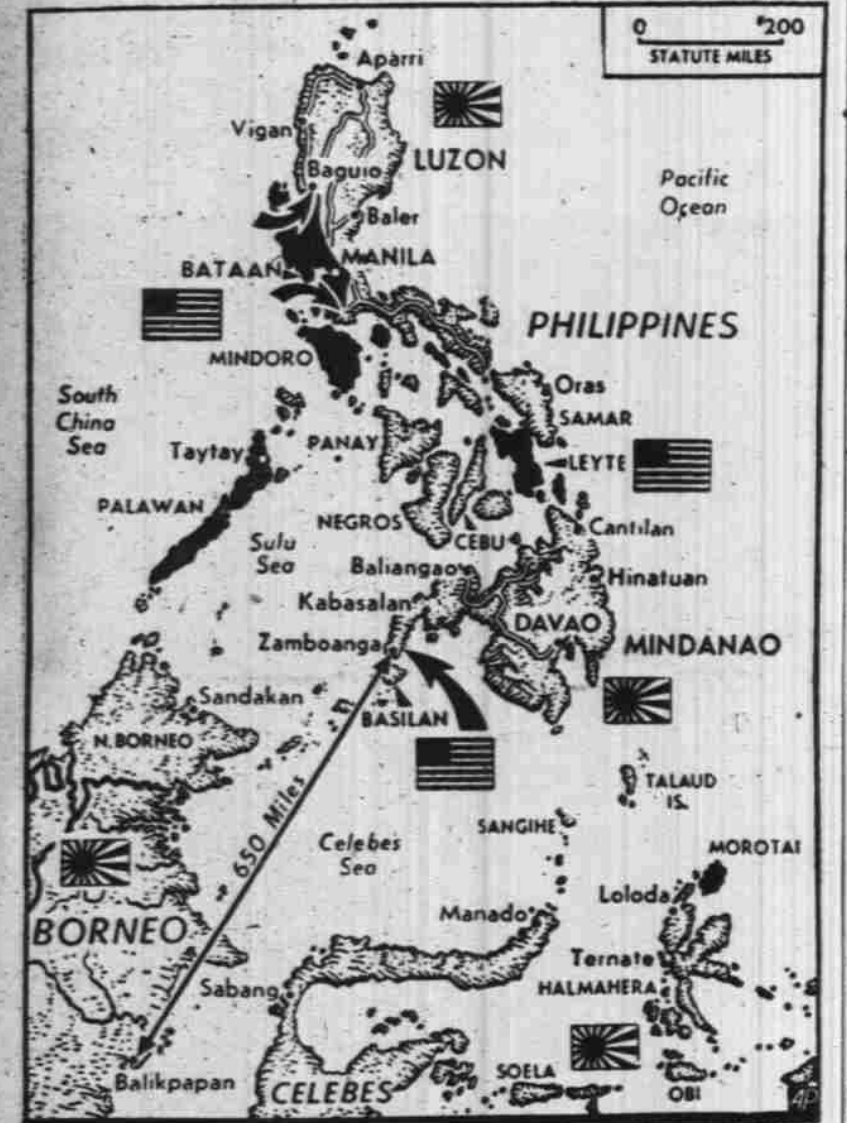 0 200
STATUTE MILES
Aparri
Vigan
LUZON
Baguio
Pacific
Ocean
Baler
MANILA
BATAAN
PHILIPPINES
MINDORO
Oras
South
China
Sea
SAMAR
PANAY
Taytay
LEYTE
PALAWAN
NEGROS
Cantilan
Sulu
Sea
CEBU
Baliangao
Hinatuan
Kabasalan
DAVAO
Zamboanga
MINDANAO
Sandakan
BASILAN
N. BORNEO
TALAUD
IS.
650 Miles
SANGIHE
Celebes
Sea
MOROTAI
Loloda
Manado
BORNEO
Ternate
HALMAHERA
Sabang
SOELA
Balikpapan
CELEBES
OBI
AP